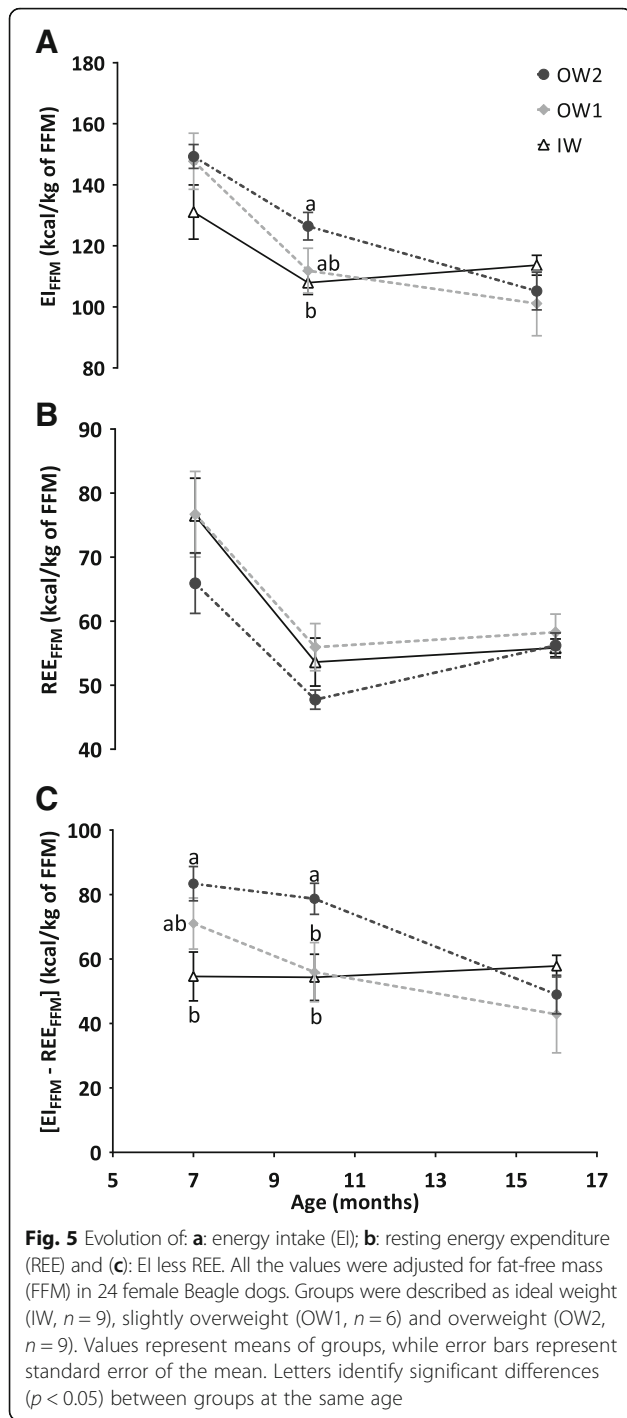 A
180
160
140
120
100
80
EI_FFM (kcal/kg of FFM)
OW2
OW1
IW
a
ab
b
B
90
80
70
60
50
40
REE_FFM (kcal/kg of FFM)
C
100
80
60
40
20
0
[EI_FFM - REE_FFM] (kcal/kg of FFM)
a
ab
b
a
b
b
5 7 9 11 13 15 17
Age (months)
Fig. 5 Evolution of: a: energy intake (EI); b: resting energy expenditure
(REE) and (c): EI less REE. All the values were adjusted for fat-free mass
(FFM) in 24 female Beagle dogs. Groups were described as ideal weight
(IW, n = 9), slightly overweight (OW1, n = 6) and overweight (OW2,
n = 9). Values represent means of groups, while error bars represent
standard error of the mean. Letters identify significant differences
(p < 0.05) between groups at the same age